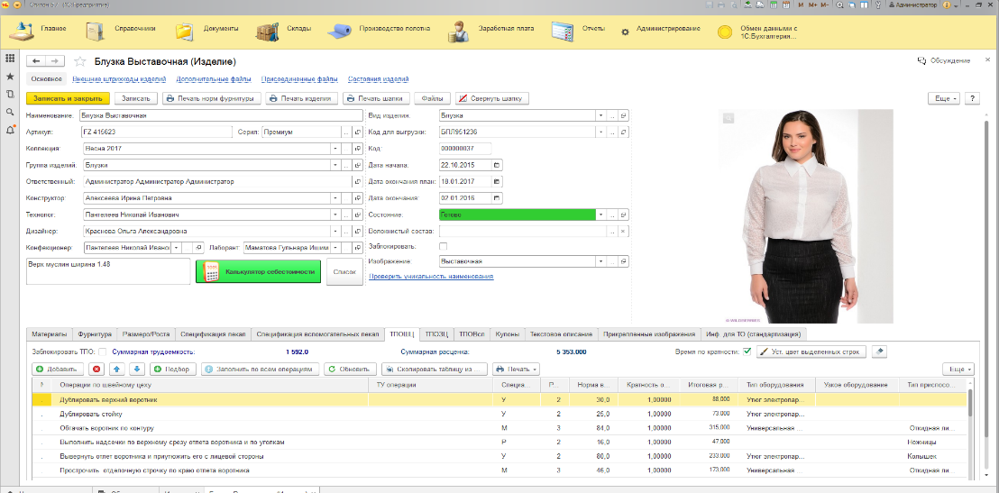 (1С:Предприятие)
M M+ M- Администратор
Главное Справочники Документы Склады Производство полотна Заработная плата Отчеты Администрирование Обмен данными с
1С:Бухгалтерия...
Блузка Выставочная (Изделие) Обсуждение
Основное Внешние штрихкоды изделий Дополнительные файлы Присоединенные файлы Состояния изделий
Записать и закрыть Записать Печать норм фурнитуры Печать изделия Печать шапки Файлы Свернуть шапку Еще ?
Наименование: Блузка Выставочная Вид изделия: Блузка
Артикул: FZ 415623 Серия: Премиум Код для выгрузки: БПЛ951236
Коллекция: Весна 2017 Код: 000000037
Группа изделий: Блузки Дата начала: 22.10.2015
Ответственный: Администратор Администратор Администратор Дата окончания план: 18.01.2017
Конструктор: Алексеева Ирина Петровна Дата окончания: 02.01.2016
Технолог: Пантелеев Николай Иванович Состояние: Готово
Дизайнер: Краснова Ольга Александровна Волокнистый состав:
Конфекционер: Пантелеев Николай Иванов Лаборант: Маматова Гульнара Ишим Заблокировать:
Верх муслин ширина 1.48 Калькулятор себестоимости Список Изображение: Выставочная
Проверить уникальность наименования
WILDBERRIES
Материалы Фурнитура Размеро/Роста Спецификация лекал Спецификация вспомогательных лекал ТПОШЦ ТПОЗЦ ТПОВсп Купоны Текстовое описание Прикрепленные изображения Инф. для ТО (стандартизация)
Заблокировать ТПО: Суммарная трудоемкость: 1 592.0 Суммарная расценка: 5 353.000 Время по кратности: Уст. цвет выделенных строк
Добавить Подбор Заполнить по всем операциям Обновить Скопировать таблицу из ... Печать Еще
N Операции по швейному цеху ТУ операции Специа... Р... Норма в... Кратность о... Итоговая р... Тип оборудования Узкое оборудование Тип приспосо...
Дублировать верхний воротник У 2 30,0 1,00000 88.000 Утюг электропар...
Дублировать стойку У 2 25,0 1,00000 73.000 Утюг электропар...
Обтачать воротник по контуру М 3 84,0 1,00000 315.000 Универсальная ... Откидная ли...
Выполнить надсечки по верхнему срезу отлета воротника и по уголкам Р 2 16,0 1,00000 47.000 Ножницы
Вывернуть отлет воротника и приутюжить его с лицевой стороны У 2 80,0 1,00000 233.000 Утюг электропар... Колышек
Прострочить отделочную строчку по краю отлета воротника М 3 46,0 1,00000 173.000 Универсальная ... Откидная ли...